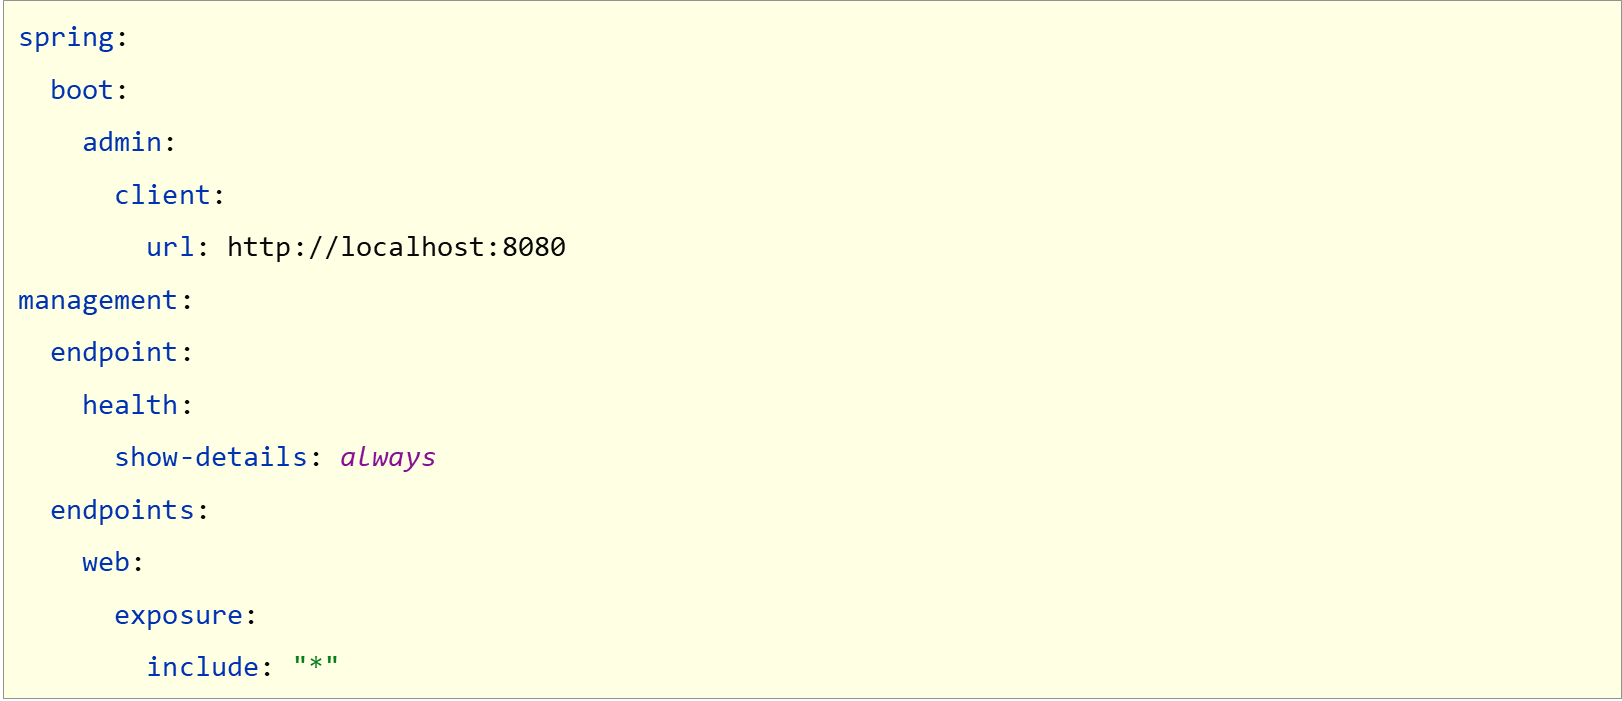 spring:
  boot:
    admin:
      client:
        url: http://localhost:8080
management:
  endpoint:
    health:
      show-details: always
  endpoints:
    web:
      exposure:
        include: "*"